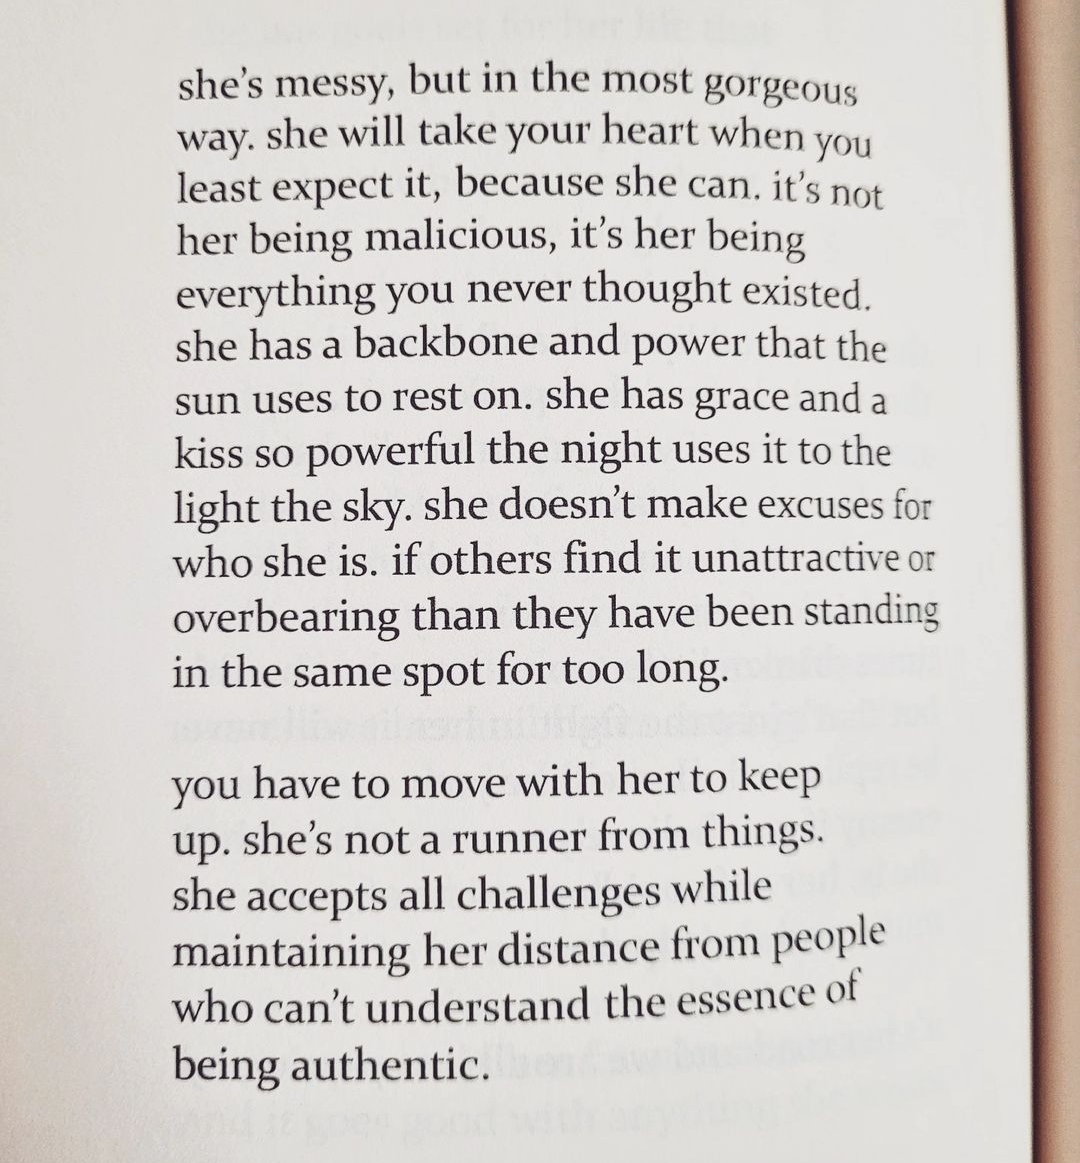 she's messy, but in the most gorgeous
way. she will take your heart when you
least expect it, because she can. it's not
her being malicious, it's her being
everything you never thought existed.
she has a backbone and power that the
sun uses to rest on. she has grace and a
kiss so powerful the night uses it to the
light the sky. she doesn't make excuses for
who she is. if others find it unattractive or
overbearing than they have been standing
in the same spot for too long.
you have to move with her to keep
up. she's not a runner from things.
she accepts all challenges while
maintaining her distance from people
who can't understand the essence of
being authentic.